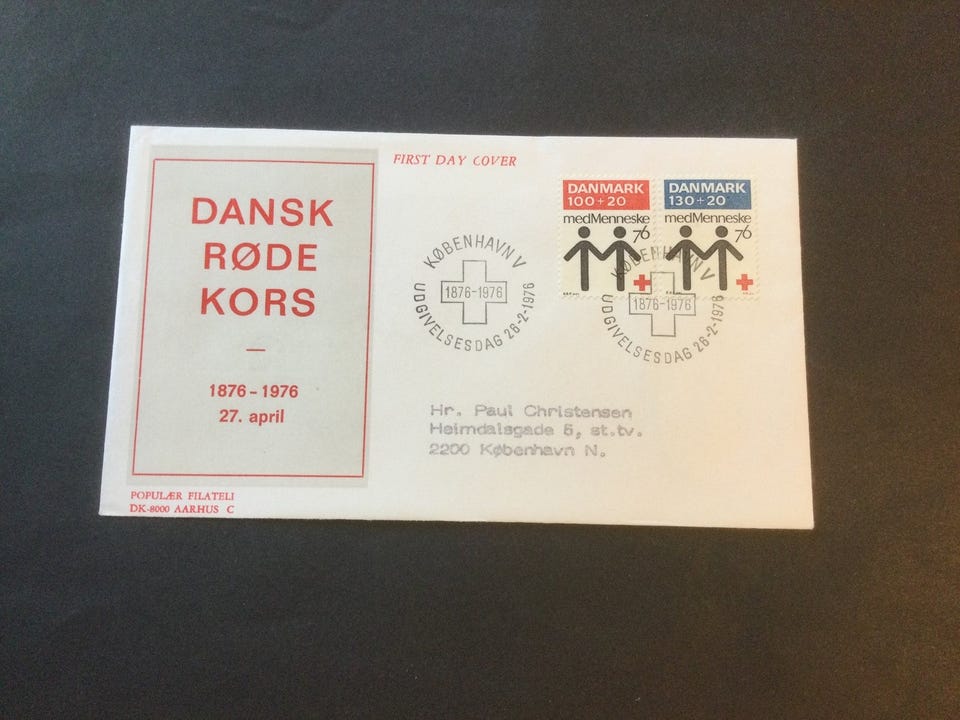 DANSK
RØDE
KORS
1876 - 1976
27. april
POPULÆR FILATELI
DK-8000 AARHUS C
FIRST DAY COVER
KØBENHAVN V
1876-1976
UDGIVELSESDAG 26-2-1976
DANMARK
100+20
medMenneske
76
DANMARK
130+20
medMenneske
76
KØBENHAVN V
1876-1976
UDGIVELSESDAG 26-2-1976
Hr. Paul Christensen
Heimdalsgade 5, st.tv.
2200 København N.